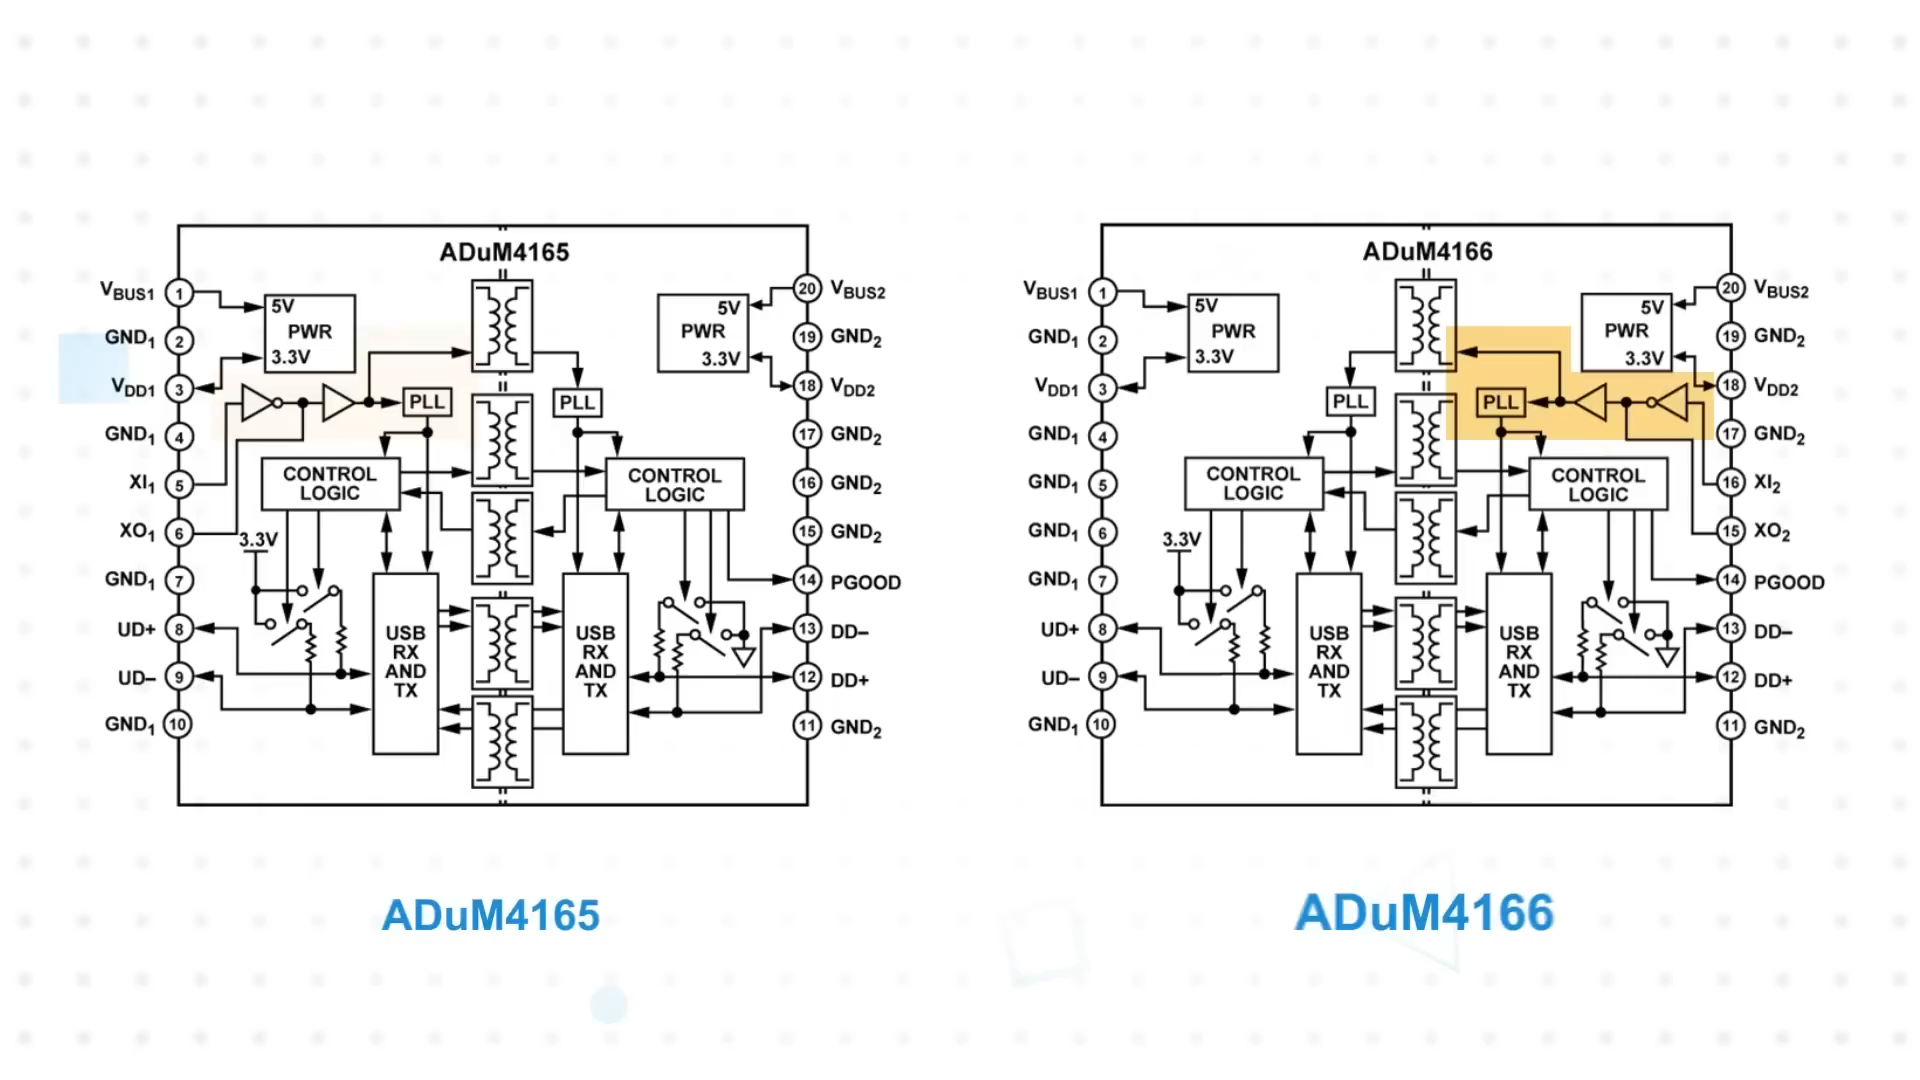 ADuM4165
VBUS1 1
GND1 2
VDD1 3
GND1 4
XI1 5
XO1 6
GND1 7
UD+ 8
UD– 9
GND1 10
5V
PWR
3.3V
PLL
CONTROL
LOGIC
3.3V
USB
RX
AND
TX
5V
PWR
3.3V
PLL
CONTROL
LOGIC
USB
RX
AND
TX
20 VBUS2
19 GND2
18 VDD2
17 GND2
16 GND2
15 GND2
14 PGOOD
13 DD–
12 DD+
11 GND2
ADuM4165
ADuM4166
VBUS1 1
GND1 2
VDD1 3
GND1 4
GND1 5
GND1 6
GND1 7
UD+ 8
UD– 9
GND1 10
5V
PWR
3.3V
PLL
CONTROL
LOGIC
3.3V
USB
RX
AND
TX
5V
PWR
3.3V
PLL
CONTROL
LOGIC
USB
RX
AND
TX
20 VBUS2
19 GND2
18 VDD2
17 GND2
16 XI2
15 XO2
14 PGOOD
13 DD–
12 DD+
11 GND2
ADuM4166